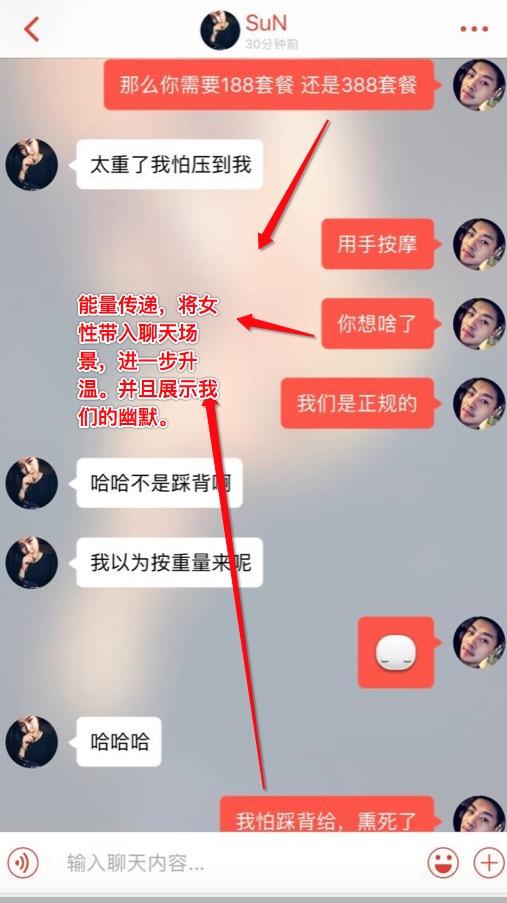 SuN
30分钟前
那么你需要188套餐 还是388套餐
太重了我怕压到我
用手按摩
能量传递，将女
性带入聊天场
景，进一步升
温。并且展示我
们的幽默。
你想啥了
我们是正规的
哈哈不是踩背啊
我以为按重量来呢
哈哈哈
我怕踩背给，熏死了
输入聊天内容...